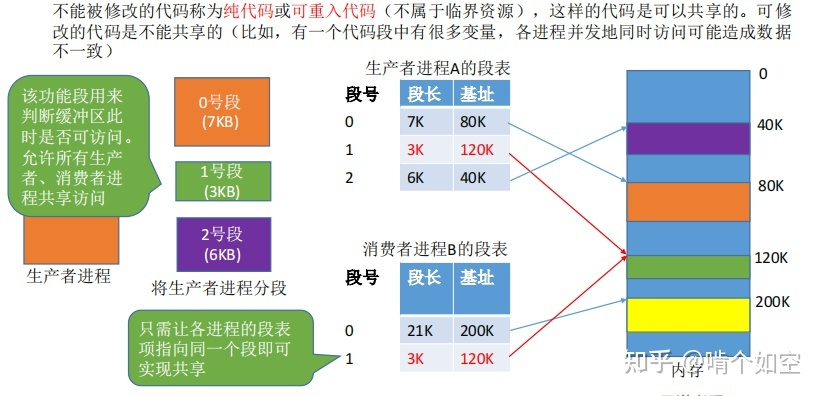 不能被修改的代码称为纯代码或可重入代码（不属于临界资源），这样的代码是可以共享的。可修
改的代码是不能共享的（比如，有一个代码段中有很多变量，各进程并发地同时访问可能造成数据
不一致）
该功能段用来
判断缓冲区此
时是否可访问。
允许所有生产
者、消费者进
程共享访问
生产者进程
0号段
(7KB)
1号段
(3KB)
2号段
(6KB)
将生产者进程分段
生产者进程A的段表
段号 段长 基址
0 7K 80K
1 3K 120K
2 6K 40K
消费者进程B的段表
段号 段长 基址
0 21K 200K
1 3K 120K
只需让各进程的段表
项指向同一个段即可
实现共享
0
40K
80K
120K
200K
内存
知乎 @啃个如空